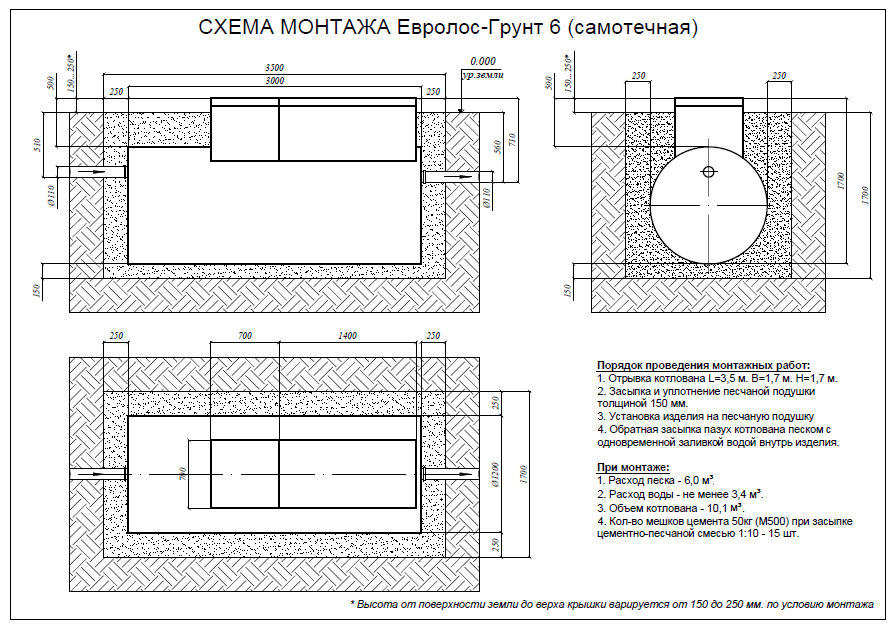 СХЕМА МОНТАЖА Евролос-Грунт 6 (самотечная)
500
150...250*
3500
250
3000
250
0.000
ур.земли
510
Ø110
560
710
Ø110
150
500
150...250*
250
250
1700
1700
150
250
700
1400
250
250
700
Ø1200
1700
250
Порядок проведения монтажных работ:
1. Отрывка котлована L=3,5 м. B=1,7 м. H=1,7 м.
2. Засыпка и уплотнение песчаной подушки
толщиной 150 мм.
3. Установка изделия на песчаную подушку
4. Обратная засыпка пазух котлована песком с
одновременной заливкой водой внутрь изделия.
При монтаже:
1. Расход песка - 6,0 м³.
2. Расход воды - не менее 3,4 м³.
3. Объем котлована - 10,1 м³.
4. Кол-во мешков цемента 50кг (М500) при засыпке
цементно-песчаной смесью 1:10 - 15 шт.
* Высота от поверхности земли до верха крышки варируется от 150 до 250 мм. по условию монтажа